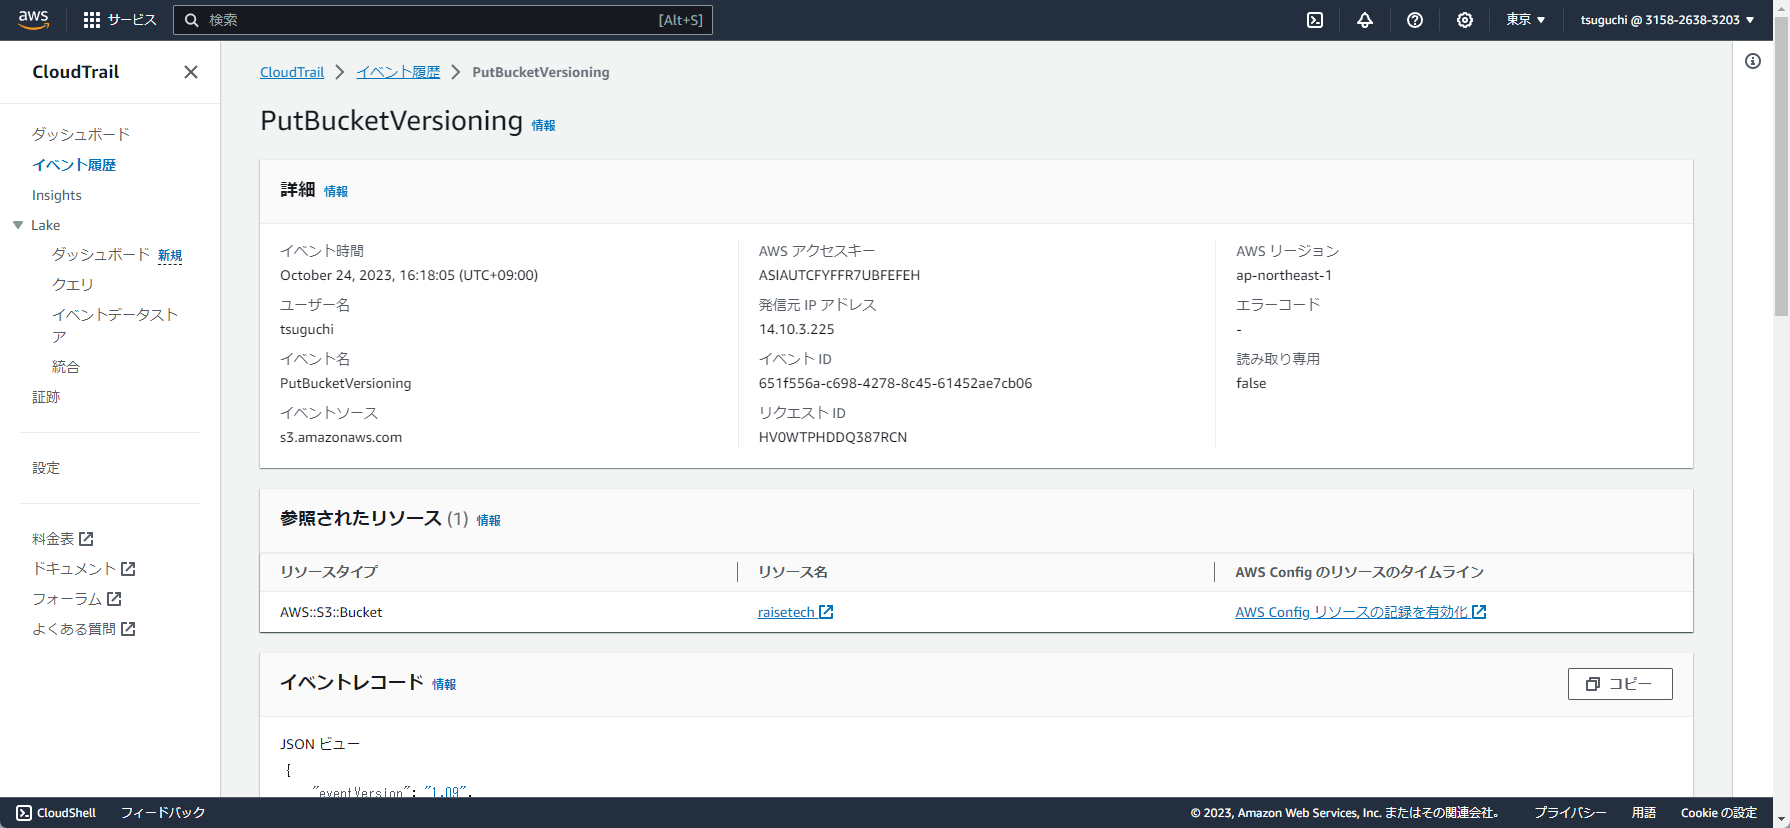 aws
サービス
検索
[Alt+S]
東京
tsuguchi @ 3158-2638-3203
CloudTrail
ダッシュボード
イベント履歴
Insights
Lake
ダッシュボード 新規
クエリ
イベントデータスト
ア
統合
証跡
設定
料金表
ドキュメント
フォーラム
よくある質問
CloudTrail
イベント履歴
PutBucketVersioning
PutBucketVersioning 情報
詳細 情報
イベント時間
October 24, 2023, 16:18:05 (UTC+09:00)
ユーザー名
tsuguchi
イベント名
PutBucketVersioning
イベントソース
s3.amazonaws.com
AWS アクセスキー
ASIAUTCFYFFR7UBFEFEH
発信元 IP アドレス
14.10.3.225
イベント ID
651f556a-c698-4278-8c45-61452ae7cb06
リクエスト ID
HV0WTPHDDQ387RCN
AWS リージョン
ap-northeast-1
エラーコード
-
読み取り専用
false
参照されたリソース (1) 情報
リソースタイプ
リソース名
AWS Config のリソースのタイムライン
AWS::S3::Bucket
raisetech
AWS Config リソースの記録を有効化
イベントレコード 情報
コピー
JSON ビュー
{
"eventVersion": "1.09",
CloudShell
フィードバック
© 2023, Amazon Web Services, Inc. またはその関連会社。
プライバシー
用語
Cookie の設定